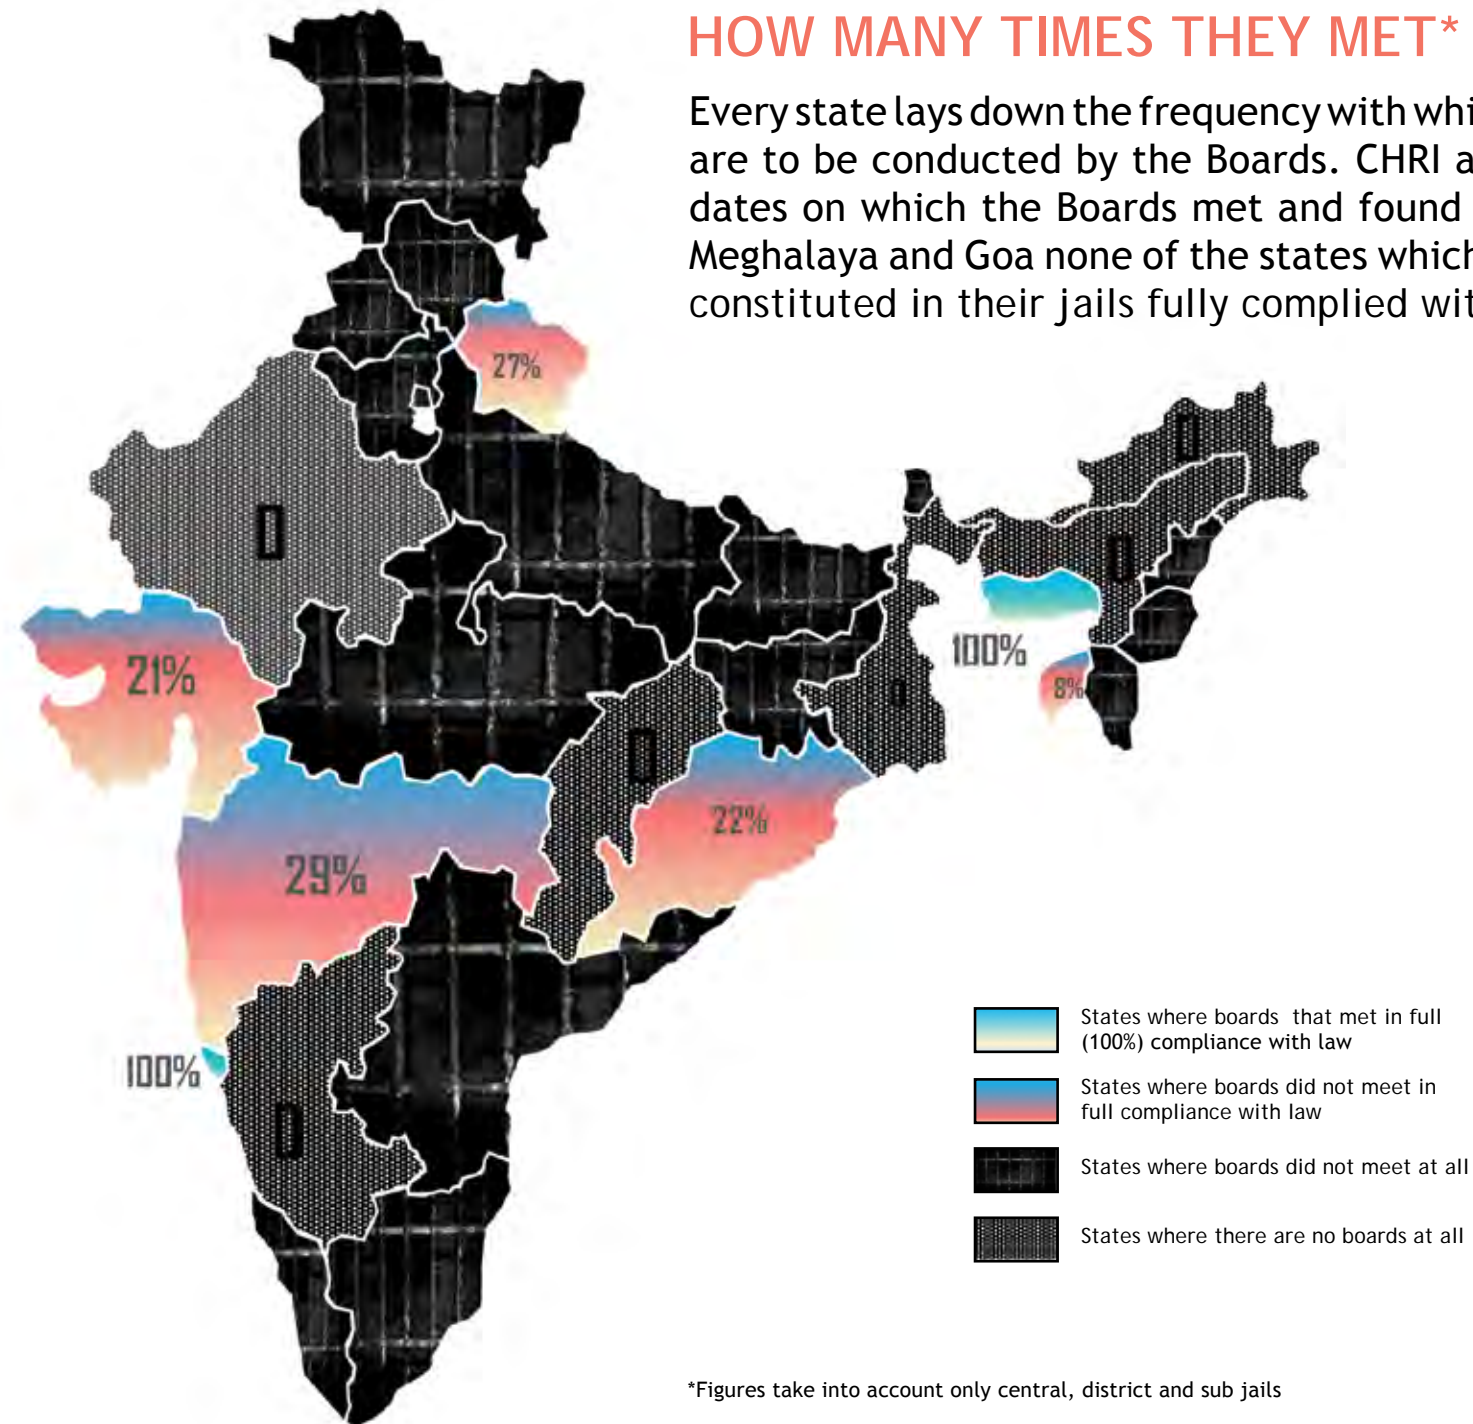 HOW MANY TIMES THEY MET*
Every state lays down the frequency with whi
are to be conducted by the Boards. CHRI a
dates on which the Boards met and found
Meghalaya and Goa none of the states which
constituted in their jails fully complied wit
27%
100%
8%
21%
22%
29%
100%
States where boards that met in full
(100%) compliance with law
States where boards did not meet in
full compliance with law
States where boards did not meet at all
States where there are no boards at all
*Figures take into account only central, district and sub jails